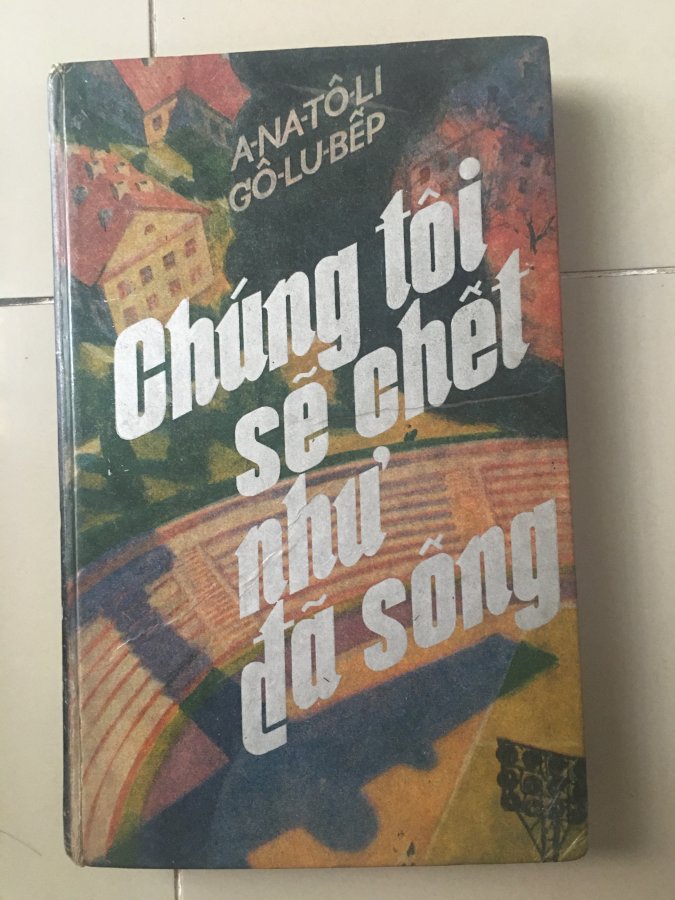 A-NA-TÔ-LI
GÔ-LU-BẾP
Chúng tôi
sẽ chết
như
đã sống